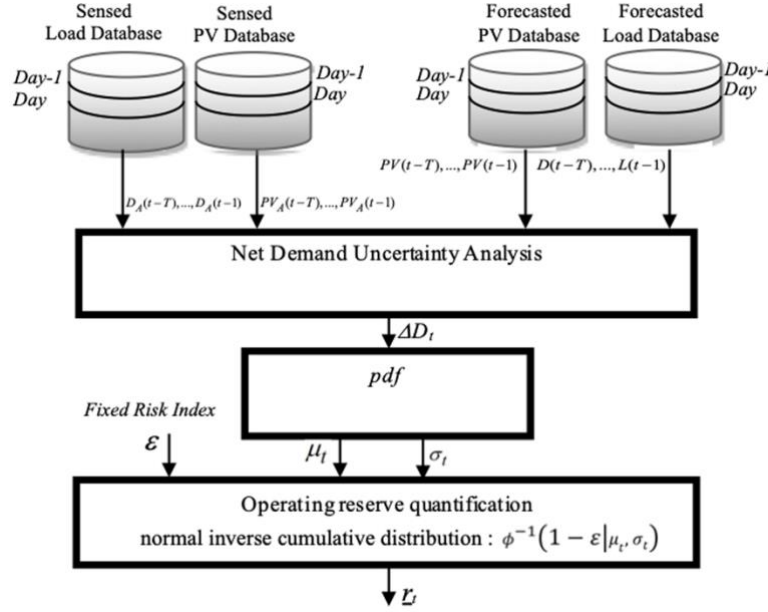 Sensed
Load Database
Sensed
PV Database
Forecasted
PV Database
Forecasted
Load Database
Day-1
Day
Day-1
Day
Day-1
Day
Day-1
Day
PV(t−T),...,PV(t−1)
D(t−T),...,L(t−1)
D_A(t−T),...,D_A(t−1)
PV_A(t−T),...,PV_A(t−1)
Net Demand Uncertainty Analysis
ΔD_t
pdf
Fixed Risk Index
ε
μ_t
σ_t
Operating reserve quantification
normal inverse cumulative distribution : ϕ⁻¹(1 − ε|μ_t, σ_t)
r_t